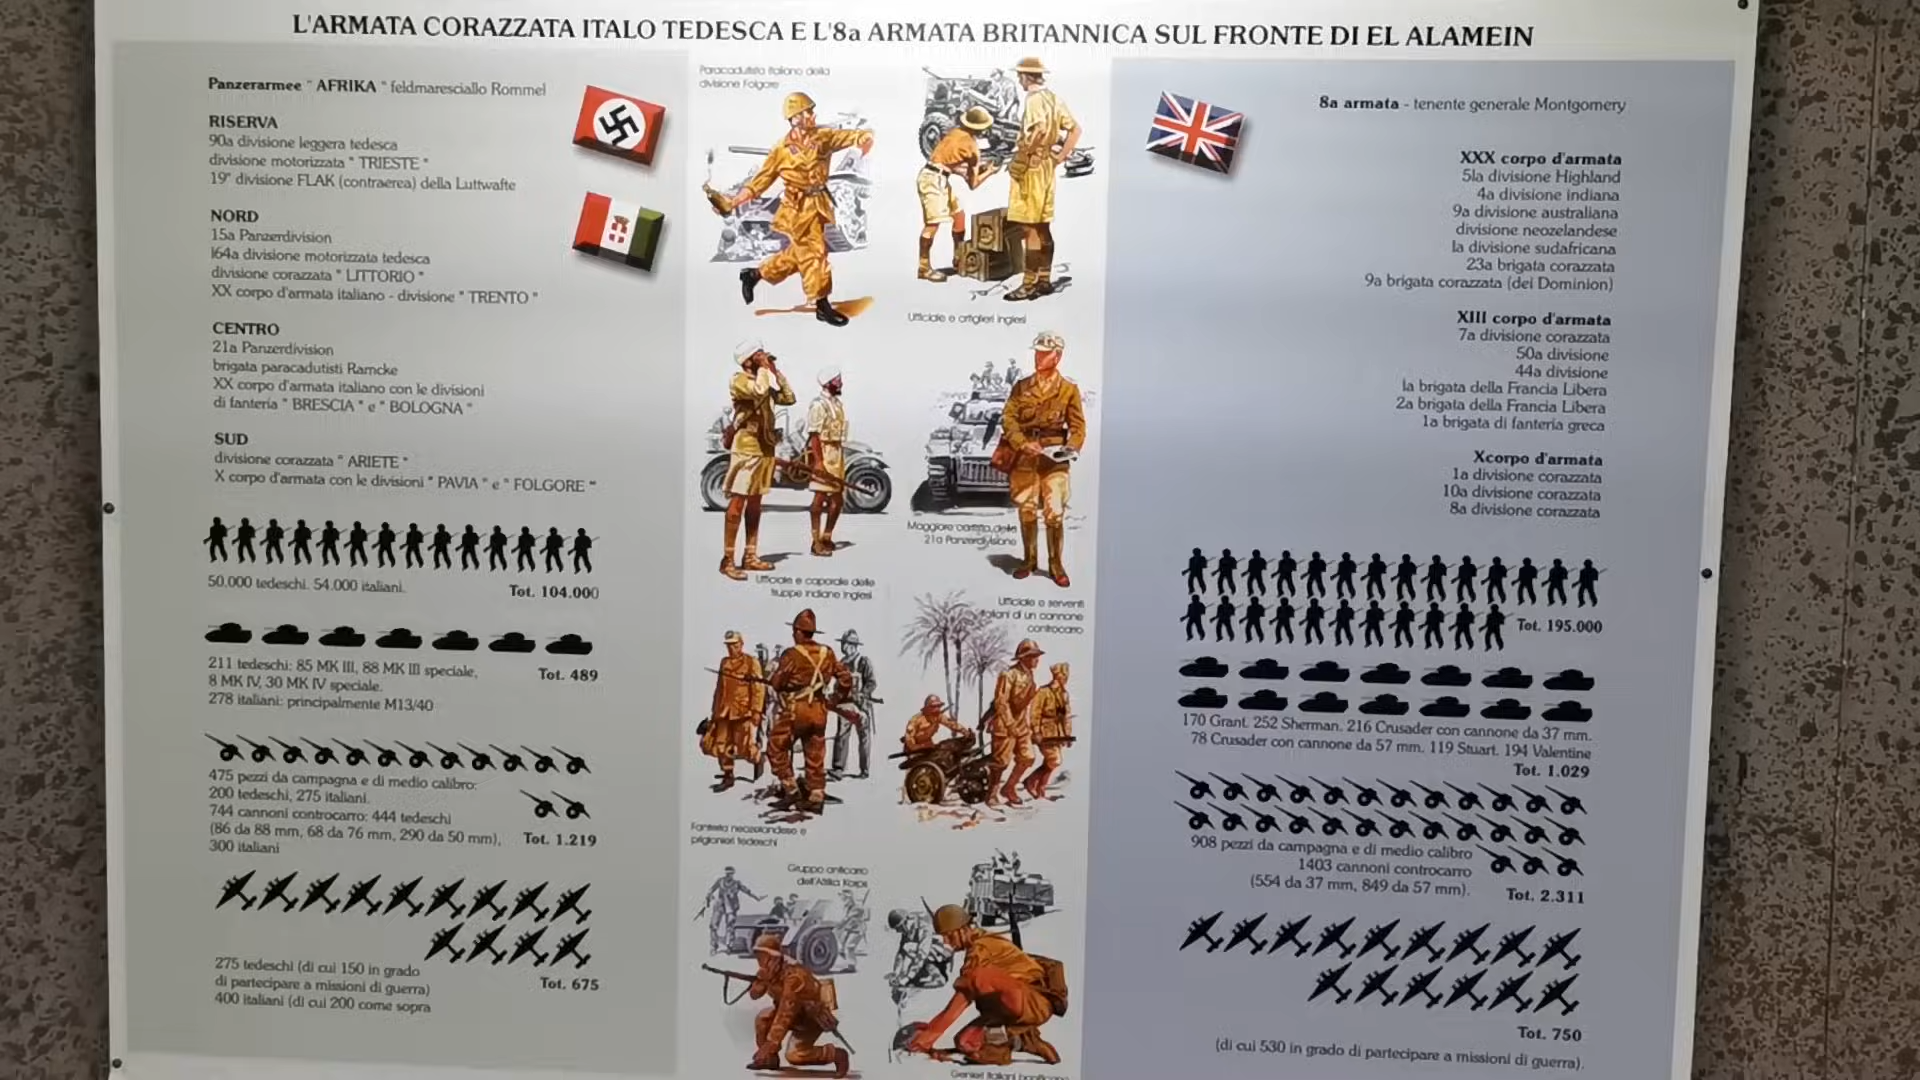 L'ARMATA CORAZZATA ITALO TEDESCA E L'8a ARMATA BRITANNICA SUL FRONTE DI EL ALAMEIN
Panzerarmee " AFRIKA " feldmaresciallo Rommel
RISERVA
90a divisione leggera tedesca
divisione motorizzata " TRIESTE "
19° divisione FLAK (contraerea) della Luttwafte
NORD
15a Panzerdivision
l64a divisione motorizzata tedesca
divisione corazzata " LITTORIO "
XX corpo d'armata italiano - divisione " TRENTO "
CENTRO
21a Panzerdivision
brigata paracadutisti Ramcke
XX corpo d'armata italiano con le divisioni
di fanteria " BRESCIA " e " BOLOGNA "
SUD
divisione corazzata " ARIETE "
X corpo d'armata con le divisioni " PAVIA " e " FOLGORE "
50.000 tedeschi. 54.000 italiani.
Tot. 104.000
211 tedeschi: 85 MK III, 88 MK III speciale,
8 MK IV, 30 MK IV speciale.
278 italiani: principalmente M13/40
Tot. 489
475 pezzi da campagna e di medio calibro:
200 tedeschi, 275 italiani.
744 cannoni controcarro: 444 tedeschi
(86 da 88 mm, 68 da 76 mm, 290 da 50 mm),
300 italiani
Tot. 1.219
275 tedeschi (di cui 150 in grado
di partecipare a missioni di guerra)
400 italiani (di cui 200 come sopra
Tot. 675
Paracadutista italiano della
divisione Folgore
Ufficiale e artiglieri inglesi
Ufficiale e caporale delle
truppe indiane inglesi
Maggiore carrista della
21a Panzerdivisione
Ufficiale e serventi
italiani di un cannone
controcarro
Fanteria neozelandese e
prigionieri tedeschi
Gruppo anticarro
dell'Afrika Korps
Genieri italiani
8a armata - tenente generale Montgomery
XXX corpo d'armata
5la divisione Highland
4a divisione indiana
9a divisione australiana
divisione neozelandese
la divisione sudafricana
23a brigata corazzata
9a brigata corazzata (dei Dominion)
XIII corpo d'armata
7a divisione corazzata
50a divisione
44a divisione
la brigata della Francia Libera
2a brigata della Francia Libera
1a brigata di fanteria greca
Xcorpo d'armata
1a divisione corazzata
10a divisione corazzata
8a divisione corazzata
Tot. 195.000
170 Grant. 252 Sherman. 216 Crusader con cannone da 37 mm.
78 Crusader con cannone da 57 mm. 119 Stuart. 194 Valentine
Tot. 1.029
908 pezzi da campagna e di medio calibro
1403 cannoni controcarro
(554 da 37 mm, 849 da 57 mm).
Tot. 2.311
Tot. 750
(di cui 530 in grado di partecipare a missioni di guerra).